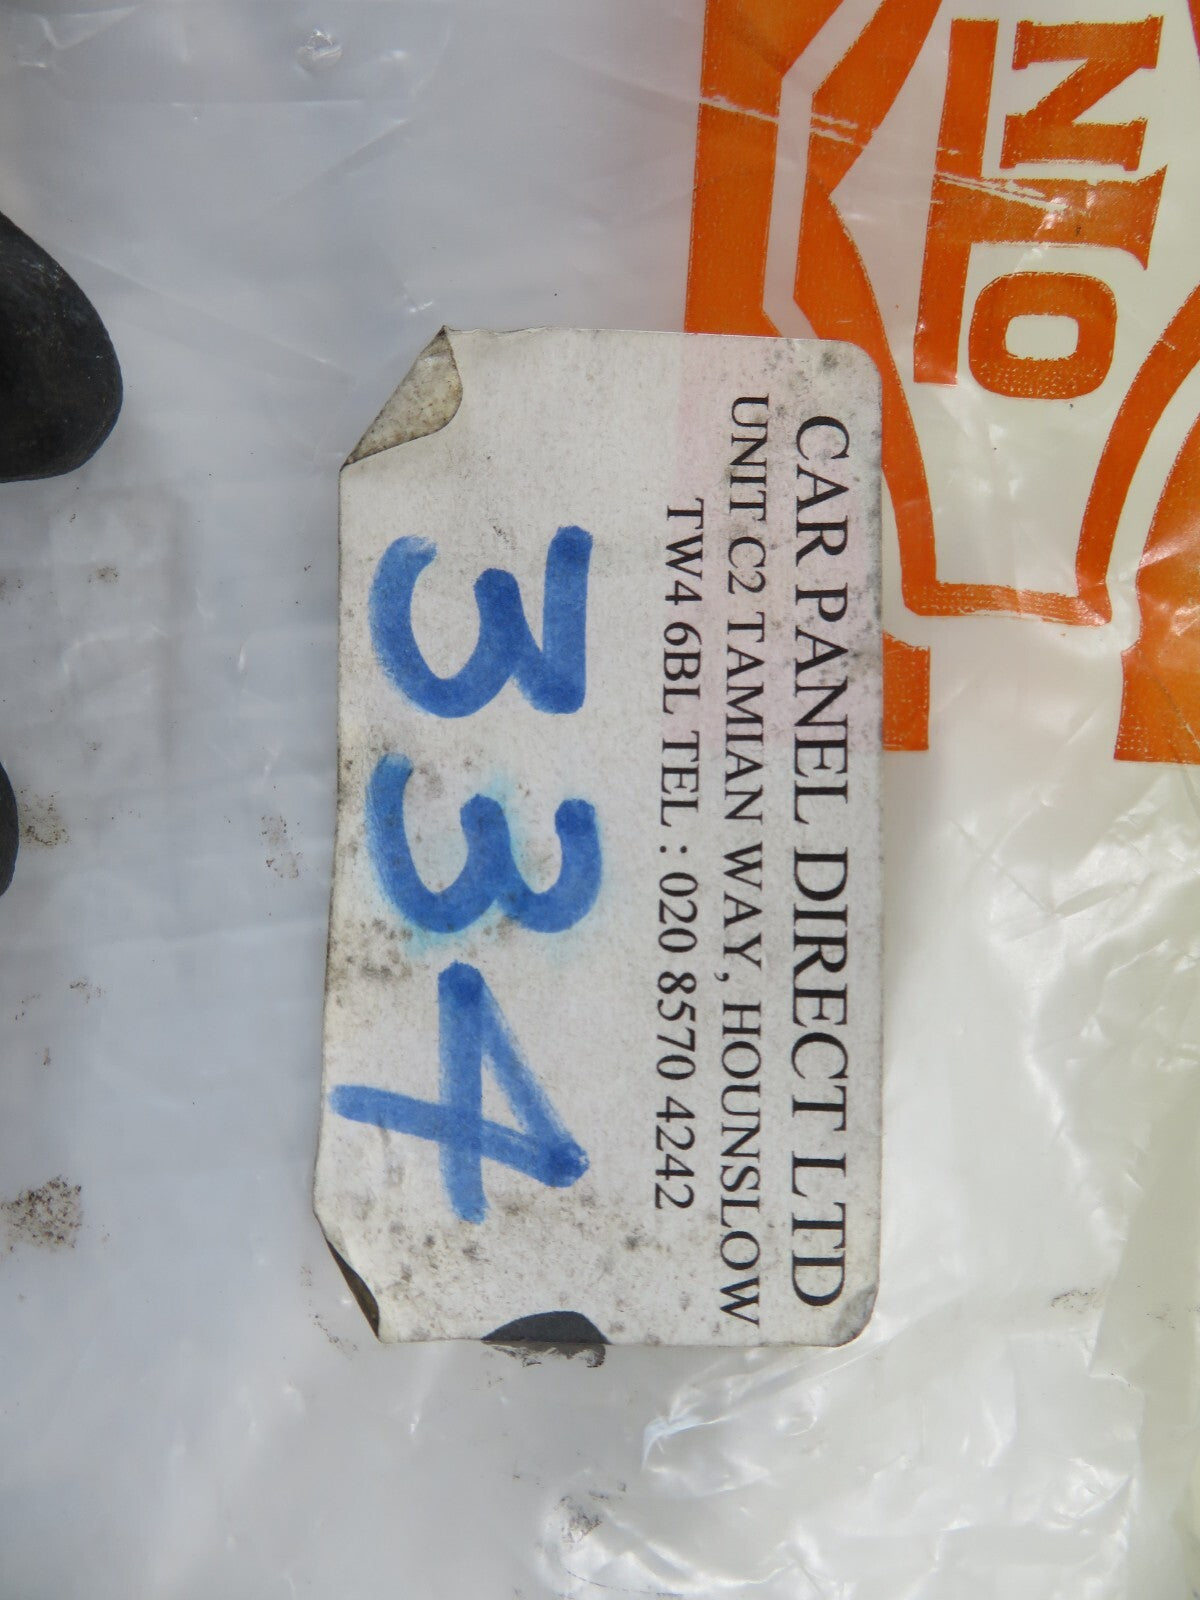 CAR PANEL DIRECT LTD
UNIT C2 TAMIAN WAY, HOUNSLOW
TW4 6BL TEL : 020 8570 4242
334